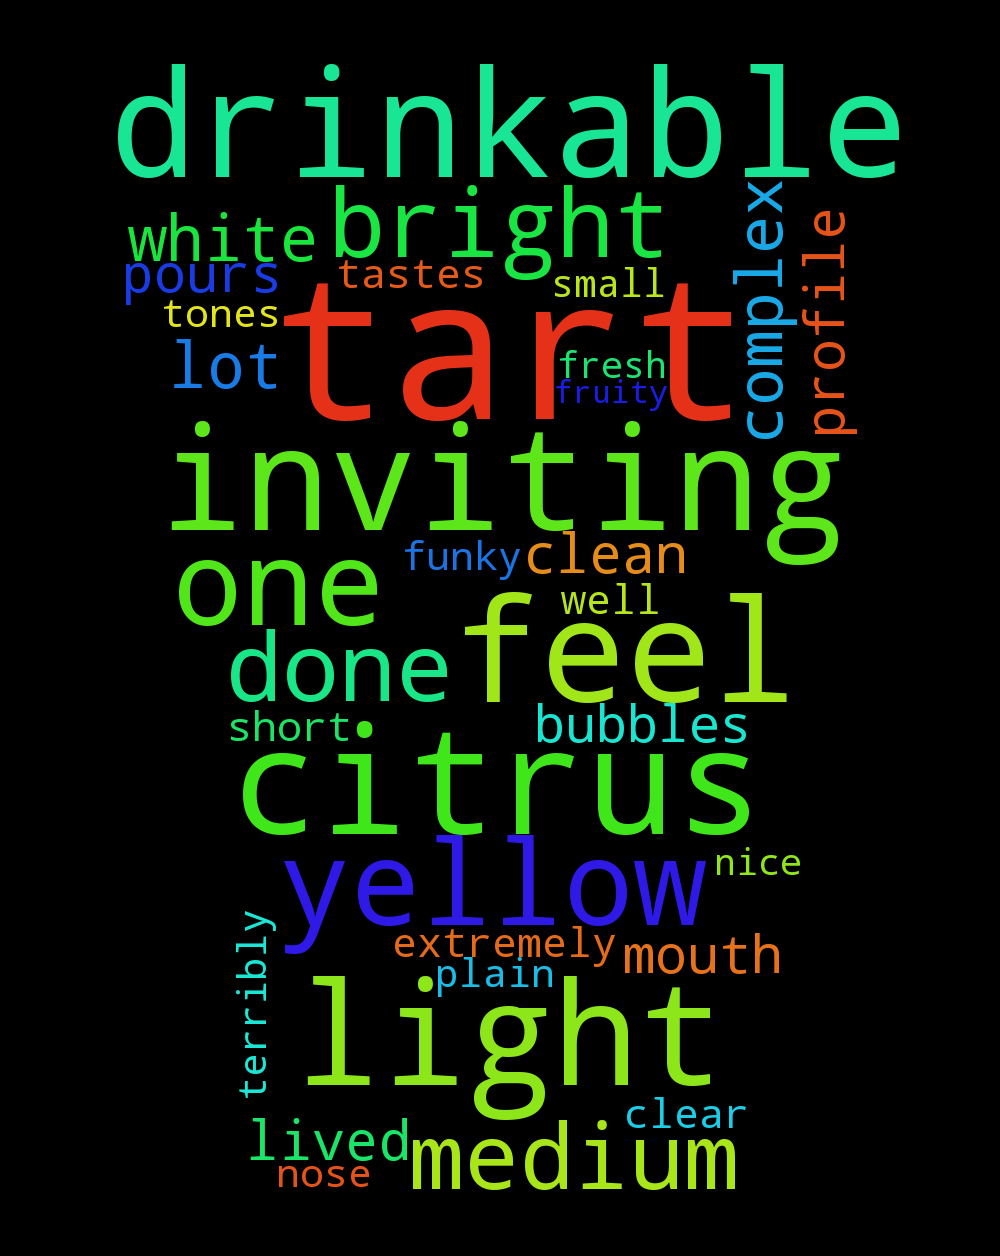 drinkable
white bright
complex
profile
pours tastes small
tones
tart
lot fresh
fruity
inviting
one funky clean
well
feel
done
short bubbles
citrus
yellow nice
extremely mouth
plain
terribly
light
clear
lived medium
nose